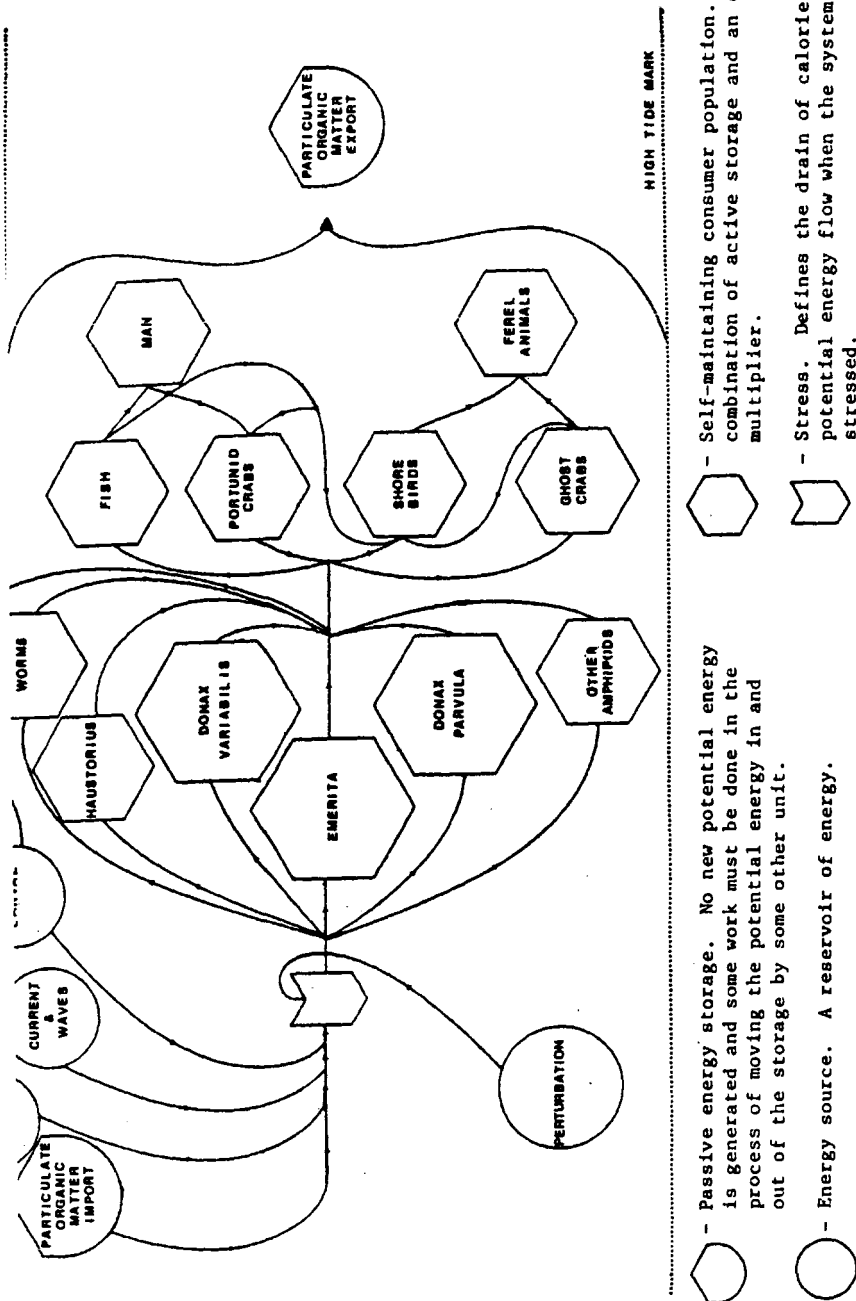 PARTICULATE
ORGANIC
MATTER
IMPORT
CURRENT
&
WAVES
PERTURBATION
WORMS
HAUSTORIUS
DONAX
VARIABILIS
EMERITA
DONAX
PARVULA
OTHER
AMPHIPODS
FISH
PORTUNID
CRABS
SHORE
BIRDS
GHOST
CRABS
MAN
FEREL
ANIMALS
PARTICULATE
ORGANIC
MATTER
EXPORT
HIGH TIDE MARK
- Passive energy storage. No new potential energy
is generated and some work must be done in the
process of moving the potential energy in and
out of the storage by some other unit.
- Energy source. A reservoir of energy.
- Self-maintaining consumer population.
combination of active storage and an
multiplier.
- Stress. Defines the drain of
potential energy flow when the system
stressed.